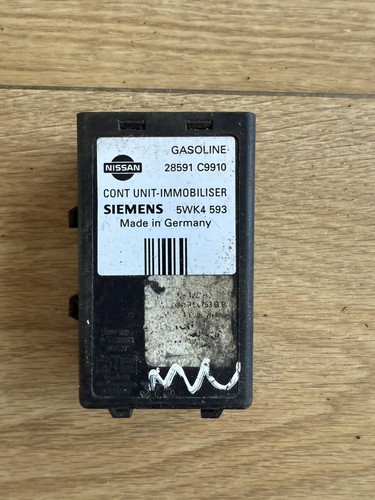 GASOLINE
NISSAN 28591 C9910
CONT UNIT-IMMOBILISER
SIEMENS 5WK4 593
Made in Germany